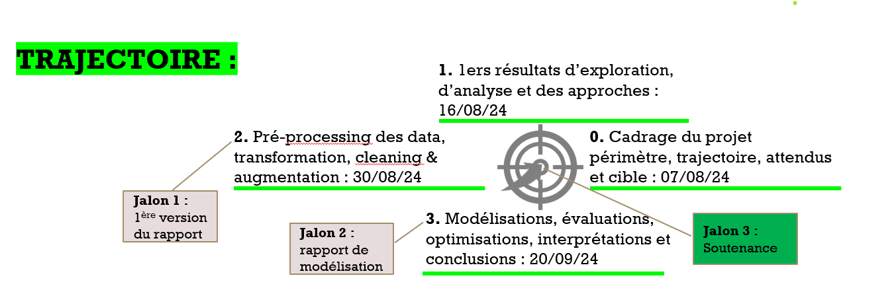 TRAJECTOIRE :
1. 1ers résultats d’exploration,
d’analyse et des approches :
16/08/24
2. Pré-processing des data,
transformation, cleaning &
augmentation : 30/08/24
0. Cadrage du projet
périmètre, trajectoire, attendus
et cible : 07/08/24
Jalon 1 :
1ère version
du rapport
Jalon 2 :
rapport de
modélisation
3. Modélisations, évaluations,
optimisations, interprétations et
conclusions : 20/09/24
Jalon 3 :
Soutenance